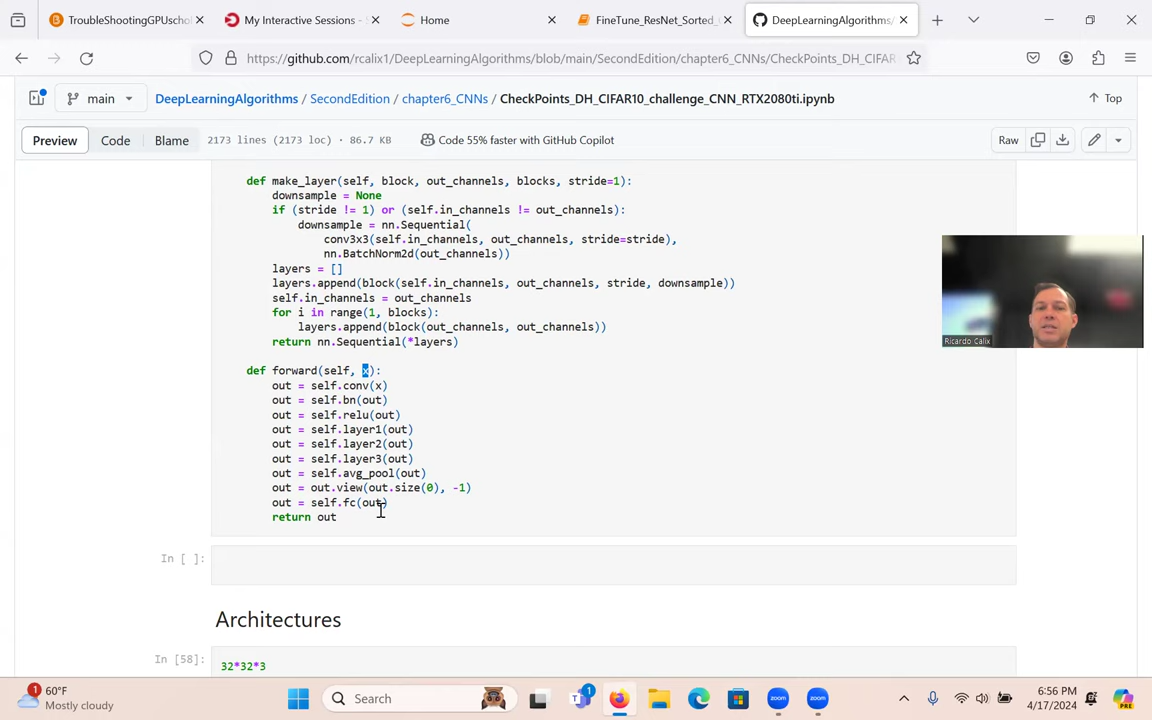 TroubleShootingGPUschol
My Interactive Sessions -
Home
FineTune_ResNet_Sorted_
DeepLearningAlgorithms/
https://github.com/rcalix1/DeepLearningAlgorithms/blob/main/SecondEdition/chapter6_CNNs/CheckPoints_DH_CIFAR
main
DeepLearningAlgorithms / SecondEdition / chapter6_CNNs / CheckPoints_DH_CIFAR10_challenge_CNN_RTX2080ti.ipynb
Top
Preview
Code
Blame
2173 lines (2173 loc) · 86.7 KB
Code 55% faster with GitHub Copilot
Raw
def make_layer(self, block, out_channels, blocks, stride=1):
downsample = None
if (stride != 1) or (self.in_channels != out_channels):
downsample = nn.Sequential(
conv3x3(self.in_channels, out_channels, stride=stride),
nn.BatchNorm2d(out_channels))
layers = []
layers.append(block(self.in_channels, out_channels, stride, downsample))
self.in_channels = out_channels
for i in range(1, blocks):
layers.append(block(out_channels, out_channels))
return nn.Sequential(*layers)
Ricardo Calix
def forward(self, x):
out = self.conv(x)
out = self.bn(out)
out = self.relu(out)
out = self.layer1(out)
out = self.layer2(out)
out = self.layer3(out)
out = self.avg_pool(out)
out = out.view(out.size(0), -1)
out = self.fc(out)
return out
In [ ]:
Architectures
In [58]:
32*32*3
1
60°F
Mostly cloudy
Search
1
zoom
zoom
6:56 PM
4/17/2024
PRE